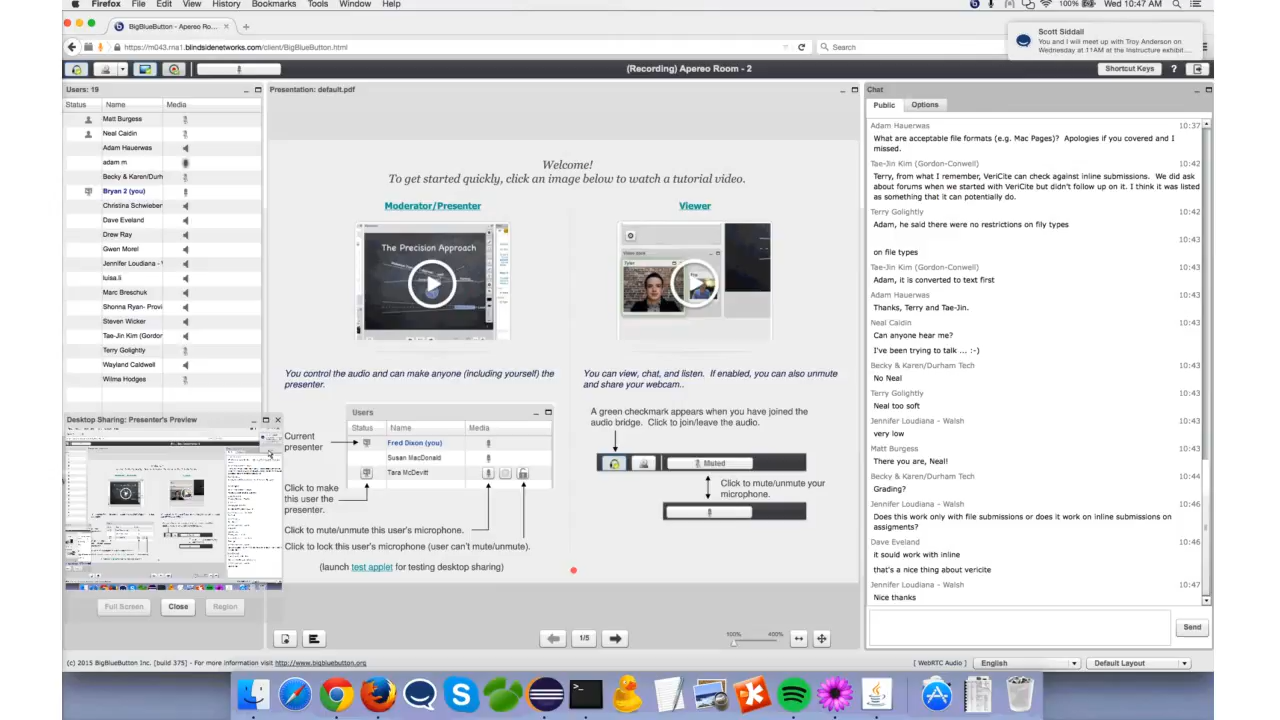 Firefox File Edit View History Bookmarks Tools Window Help
100% Wed 10:47 AM
BigBlueButton - Apereo Ro...
https://m043.rna1.blindsidenetworks.com/client/BigBlueButton.html
Search
Scott Siddall
You and I will meet up with Troy Anderson on
Wednesday at 11AM at the Instructure exhibit....
(Recording) Apereo Room - 2
Shortcut Keys
?
Users: 19
Status Name Media
Matt Burgess
Neal Caidin
Adam Hauerwas
adam m
Becky & Karen/Durh
Bryan 2 (you)
Christina Schwieber
Dave Eveland
Drew Ray
Gwen Morel
Jennifer Loudiana - W
luisa.li
Marc Breschuk
Shonna Ryan- Provi
Steven Wicker
Tae-Jin Kim (Gordor
Terry Golightly
Wayland Caldwell
Wilma Hodges
Desktop Sharing: Presenter's Preview
Full Screen
Close
Region
Presentation: default.pdf
Welcome!
To get started quickly, click an image below to watch a tutorial video.
Moderator/Presenter
Viewer
The Precision Approach
You control the audio and can make anyone (including yourself) the
presenter.
You can view, chat, and listen. If enabled, you can also unmute
and share your webcam..
Users
Status Name Media
Fred Dixon (you)
Susan MacDonald
Tara McDevitt
Current
presenter
Click to make
this user the
presenter.
Click to mute/unmute this user's microphone.
Click to lock this user's microphone (user can't mute/unmute).
(launch test applet for testing desktop sharing)
A green checkmark appears when you have joined the
audio bridge. Click to join/leave the audio.
Muted
Click to mute/unmute your
microphone.
1/5
100% 400%
Chat
Public Options
Adam Hauerwas 10:37
What are acceptable file formats (e.g. Mac Pages)? Apologies if you covered and I
missed.
Tae-Jin Kim (Gordon-Conwell) 10:42
Terry, from what I remember, VeriCite can check against inline submissions. We did ask
about forums when we started with VeriCite but didn't follow up on it. I think it was listed
as something that it can potentially do.
Terry Golightly 10:42
Adam, he said there were no restrictions on fily types
10:43
on file types
Tae-Jin Kim (Gordon-Conwell) 10:43
Adam, it is converted to text first
Adam Hauerwas 10:43
Thanks, Terry and Tae-Jin.
Neal Caidin 10:43
Can anyone hear me?
I've been trying to talk ... :-)
Becky & Karen/Durham Tech 10:43
No Neal
Terry Golightly 10:43
Neal too soft
Jennifer Loudiana - Walsh 10:43
very low
Matt Burgess 10:43
There you are, Neal!
Becky & Karen/Durham Tech 10:44
Grading?
Jennifer Loudiana - Walsh 10:46
Does this work only with file submissions or does it work on inline submissions on
assigments?
Dave Eveland 10:46
it sould work with inline
that's a nice thing about vericite
Jennifer Loudiana - Walsh 10:47
Nice thanks
Send
(c) 2015 BigBlueButton Inc. [build 375] - For more information visit http://www.bigbluebutton.org
[ WebRTC Audio ]
English
Default Layout